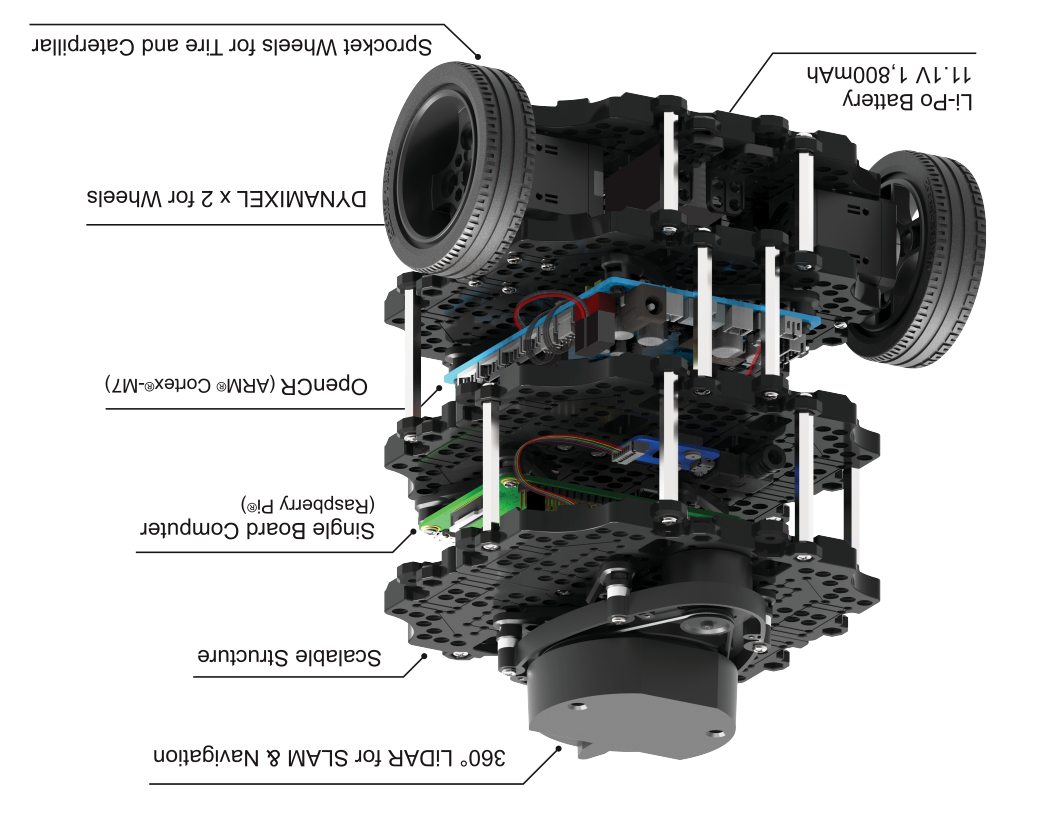 360° LiDAR for SLAM & Navigation
Scalable Structure
Single Board Computer
(Raspberry Pi®)
OpenCR (ARM® Cortex®-M7)
DYNAMIXEL x 2 for Wheels
Li-Po Battery
11.1V 1,800mAh
Sprocket Wheels for Tire and Caterpillar